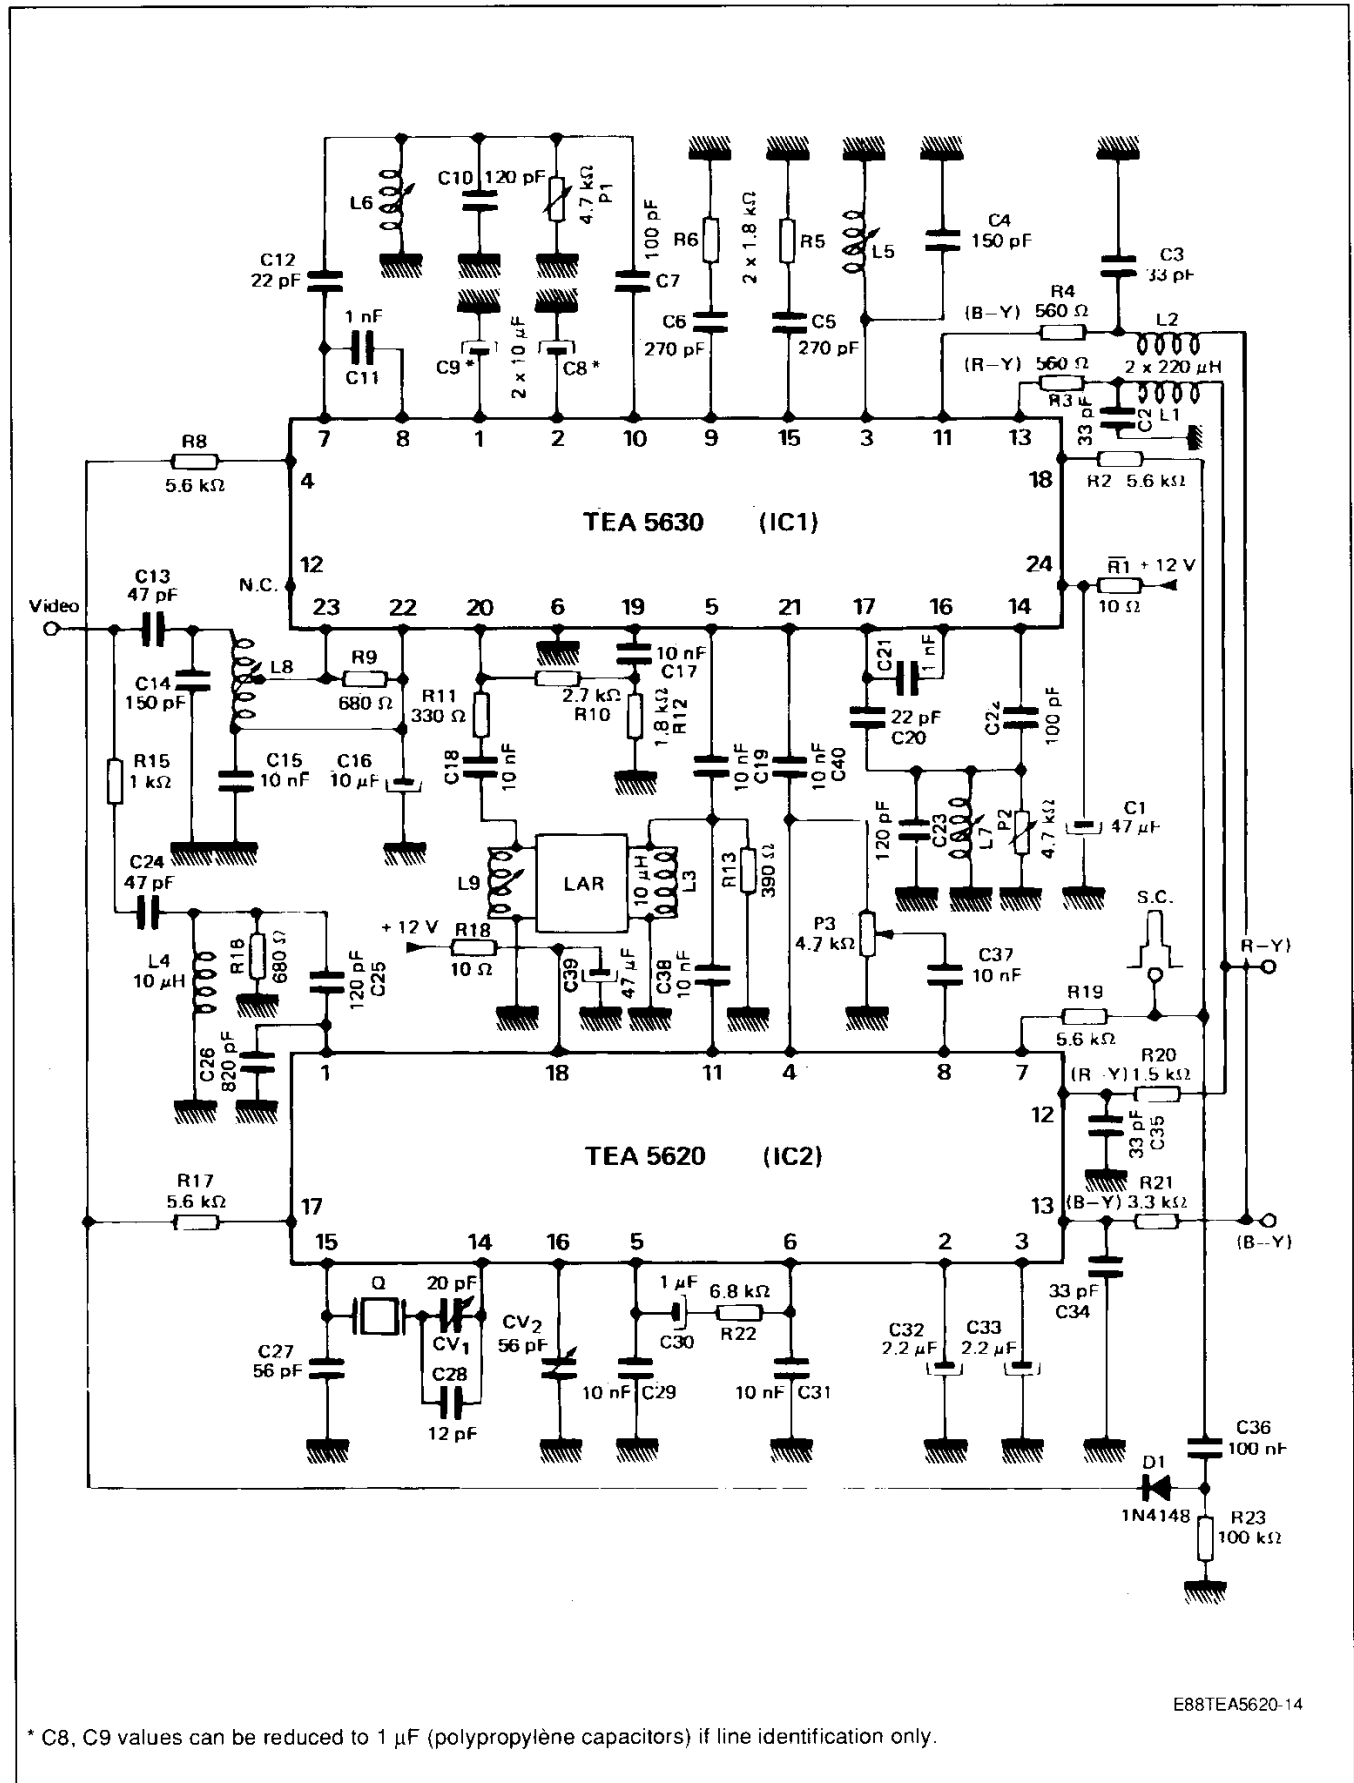 C10 120 pF
4.7 kΩ
P1
L6
C12
22 pF
1 nF
C11
C9 *
2 x 10 µF
C8 *
100 pF
C7
R6
2 x 1.8 kΩ
R5
L5
C4
150 pF
C3
33 pF
C6
270 pF
C5
270 pF
(B-Y)
R4
560 Ω
L2
(R-Y)
560 Ω
2 x 220 µH
R3
33 pF
C2
L1
7 8 1 2 10 9 15 3 11 13
R8
5.6 kΩ
4
18
R2 5.6 kΩ
TEA 5630 (IC1)
12
N.C.
24
R1
+ 12 V
10 Ω
23 22 20 6 19 5 21 17 16 14
Video
C13
47 pF
C14
150 pF
L8
R9
680 Ω
R11
330 Ω
2.7 kΩ
R10
10 nF
C17
1.8 kΩ
R12
C21
1 nF
22 pF
C20
C22
100 pF
R15
1 kΩ
C15
10 nF
C16
10 µF
C18
10 nF
10 nF
C19
10 nF
C40
120 pF
C23
L7
P2
4.7 kΩ
C1
47 µF
C24
47 pF
L9
LAR
10 µH
L3
R13
390 Ω
S.C.
L4
10 µH
R16
680 Ω
120 pF
C25
+ 12 V
R18
10 Ω
C39
47 µF
C38
10 nF
P3
4.7 kΩ
C37
10 nF
R-Y)
R19
5.6 kΩ
C26
820 pF
1 18 11 4 8 7
(R-Y)
R20
1.5 kΩ
12
33 pF
C35
TEA 5620 (IC2)
R17
5.6 kΩ
17
13
(B-Y)
R21
3.3 kΩ
(B--Y)
15 14 16 5 6 2 3
Q
20 pF
CV1
C28
12 pF
C27
56 pF
CV2
56 pF
1 µF
C30
6.8 kΩ
R22
10 nF C29
10 nF C31
C32
2.2 µF
C33
2.2 µF
33 pF
C34
C36
100 nF
D1
1N4148
R23
100 kΩ
E88TEA5620-14
* C8, C9 values can be reduced to 1 µF (polypropylène capacitors) if line identification only.